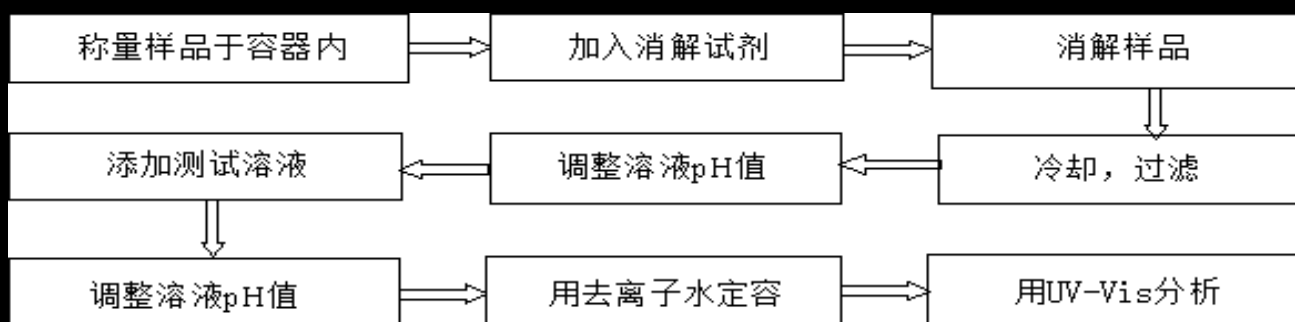 称量样品于容器内
加入消解试剂
消解样品
冷却，过滤
调整溶液pH值
添加测试溶液
调整溶液pH值
用去离子水定容
用UV-Vis分析